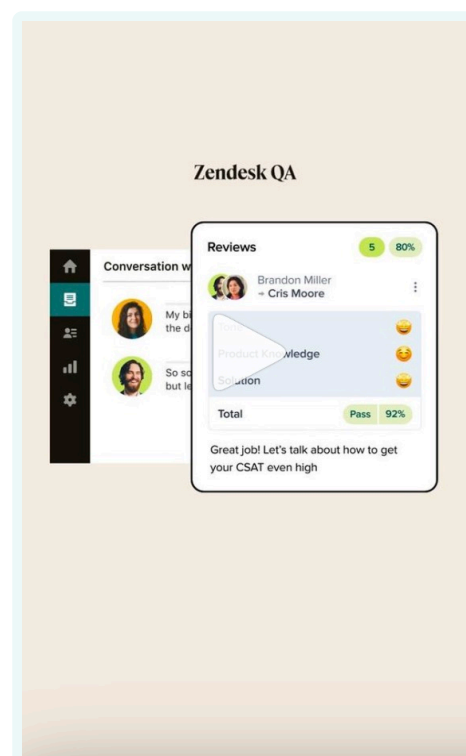 Zendesk QA
Conversation w
My bi
the d
So so
but le
Reviews
5 80%
Brandon Miller
→ Cris Moore
Tone
Product Knowledge
Solution
Total Pass 92%
Great job! Let's talk about how to get
your CSAT even high